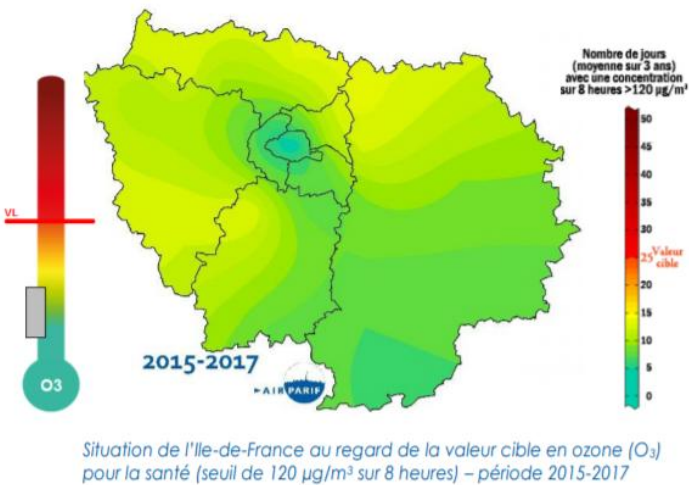 Nombre de jours
(moyenne sur 3 ans)
avec une concentration
sur 8 heures >120 µg/m³
50
45
40
35
30
25 Valeur
cible
20
15
10
5
0
VL
O3
2015-2017
AIRPARIF
Situation de l'Ile-de-France au regard de la valeur cible en ozone (O₃)
pour la santé (seuil de 120 µg/m³ sur 8 heures) – période 2015-2017